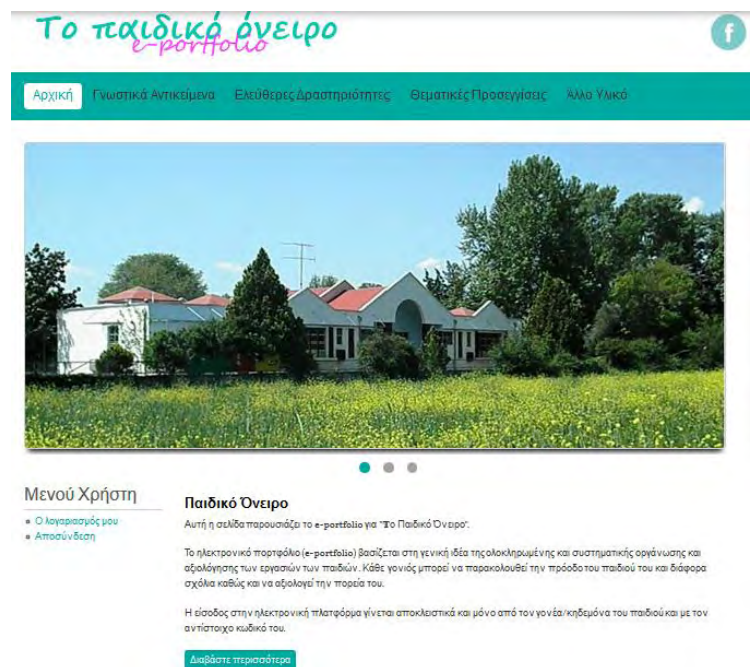 Το παιδικό όνειρο
e-portfolio
f
Αρχική Γνωστικά Αντικείμενα Ελεύθερες Δραστηριότητες Θεματικές Προσεγγίσεις Άλλο Υλικό
Μενού Χρήστη
Ο λογαριασμός μου
Αποσύνδεση
Παιδικό Όνειρο
Αυτή η σελίδα παρουσιάζει το e-portfolio για "Το Παιδικό Όνειρο".
Το ηλεκτρονικό πορτφόλιο (e-portfolio) βασίζεται στη γενική ιδέα της ολοκληρωμένης και συστηματικής οργάνωσης και
αξιολόγησης των εργασιών των παιδιών. Κάθε γονιός μπορεί να παρακολουθεί την πρόοδο του παιδιού του και διάφορα
σχόλια καθώς και να αξιολογεί την πορεία του.
Η είσοδος στην ηλεκτρονική πλατφόρμα γίνεται αποκλειστικά και μόνο από τον γονέα/κηδεμόνα του παιδιού και με τον
αντίστοιχο κωδικό του.
Διαβάστε περισσότερα